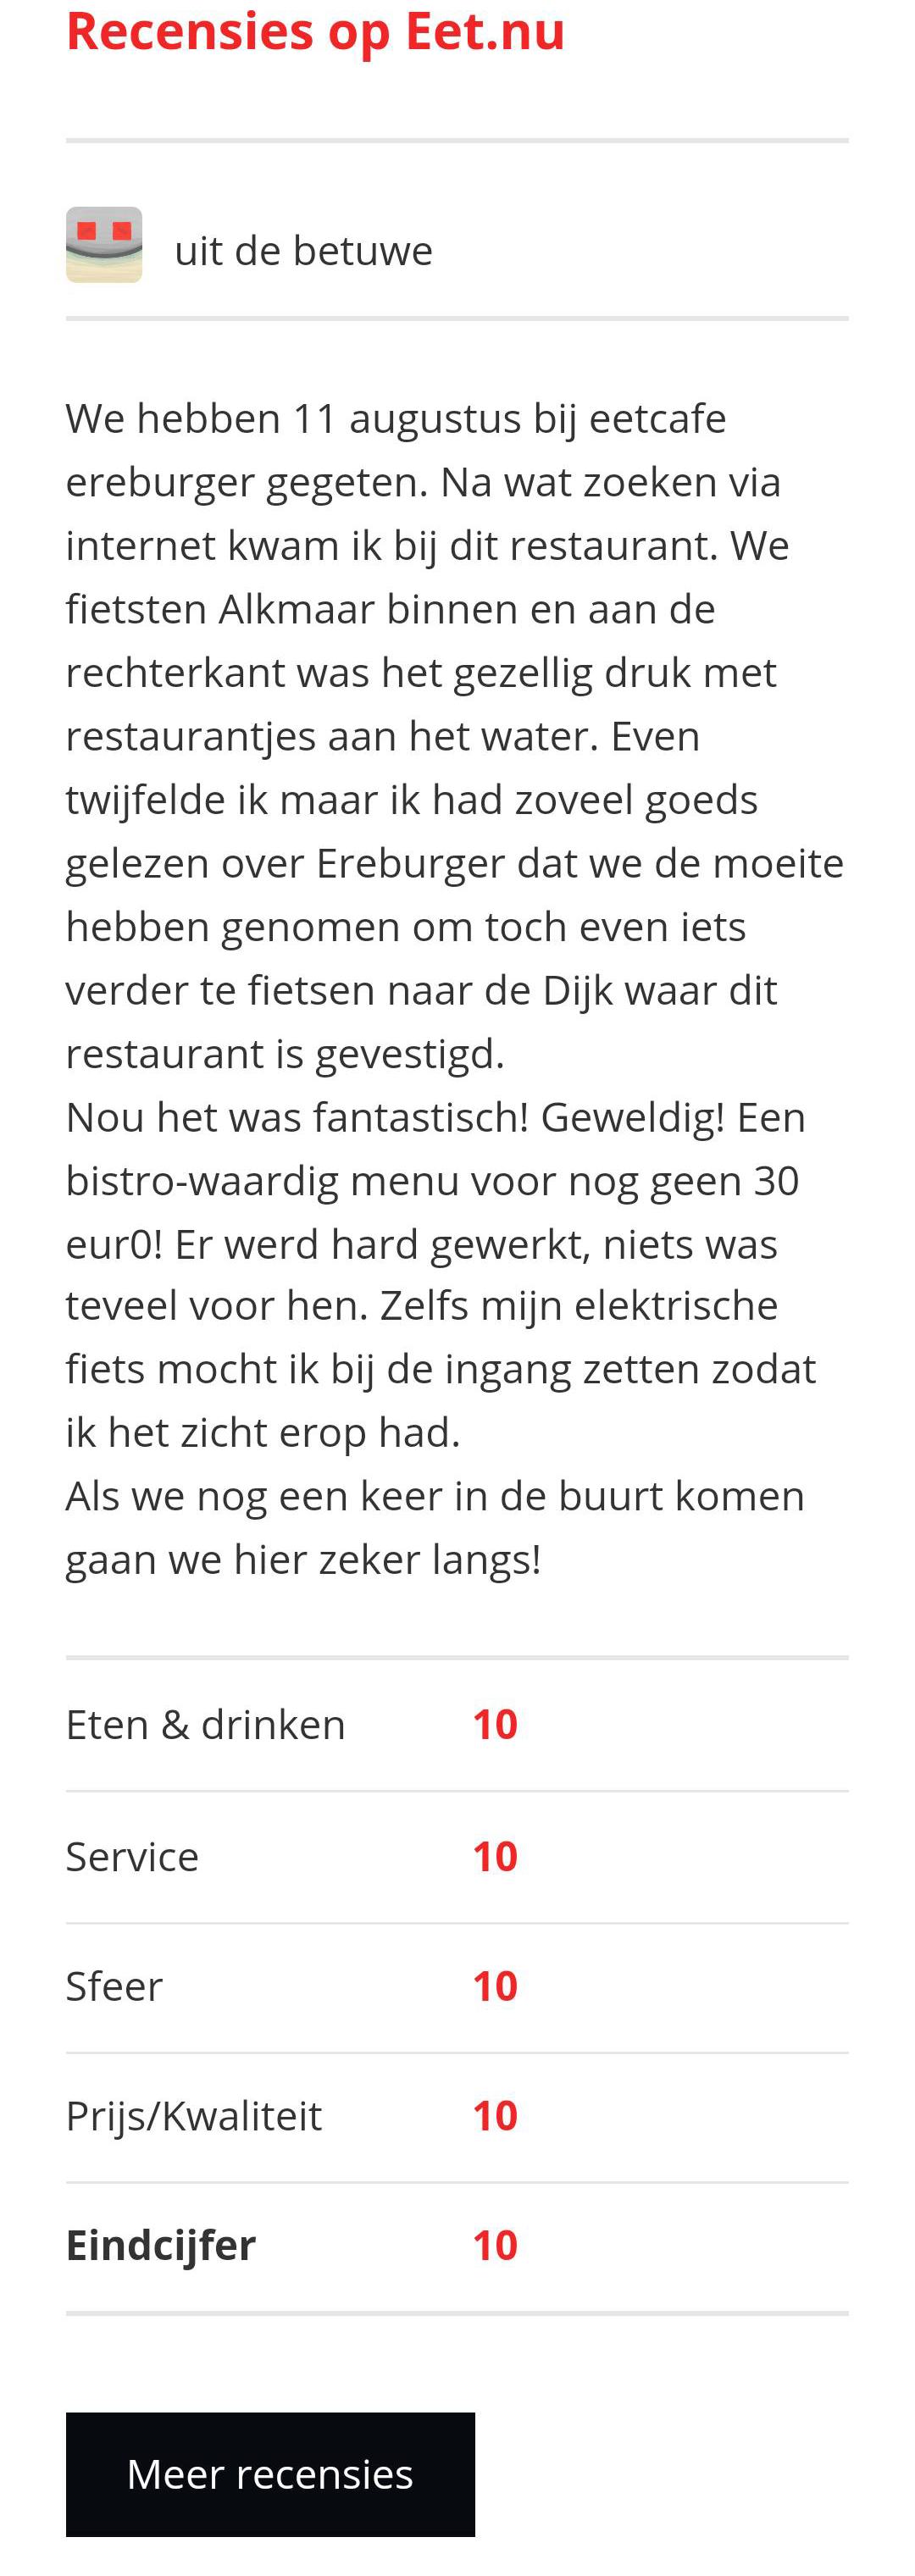 Recensies op Eet.nu
uit de betuwe
We hebben 11 augustus bij eetcafe
ereburger gegeten. Na wat zoeken via
internet kwam ik bij dit restaurant. We
fietsten Alkmaar binnen en aan de
rechterkant was het gezellig druk met
restaurantjes aan het water. Even
twijfelde ik maar ik had zoveel goeds
gelezen over Ereburger dat we de moeite
hebben genomen om toch even iets
verder te fietsen naar de Dijk waar dit
restaurant is gevestigd.
Nou het was fantastisch! Geweldig! Een
bistro-waardig menu voor nog geen 30
eur0! Er werd hard gewerkt, niets was
teveel voor hen. Zelfs mijn elektrische
fiets mocht ik bij de ingang zetten zodat
ik het zicht erop had.
Als we nog een keer in de buurt komen
gaan we hier zeker langs!
Eten & drinken 10
Service 10
Sfeer 10
Prijs/Kwaliteit 10
Eindcijfer 10
Meer recensies